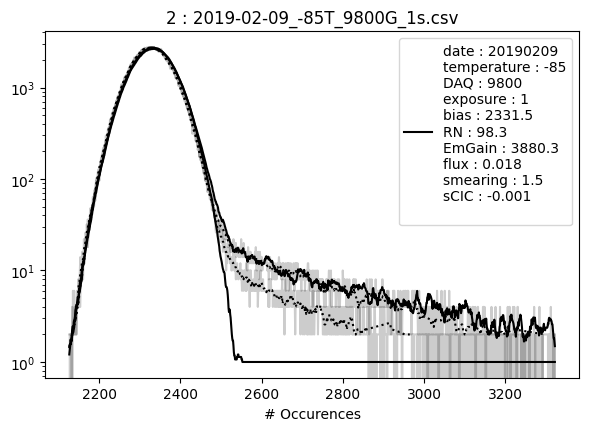 2 : 2019-02-09_-85T_9800G_1s.csv
date : 20190209
temperature : -85
DAQ : 9800
exposure : 1
bias : 2331.5
RN : 98.3
EmGain : 3880.3
flux : 0.018
smearing : 1.5
sCIC : -0.001
10³
10²
10¹
10⁰
2200 2400 2600 2800 3000 3200
# Occurences